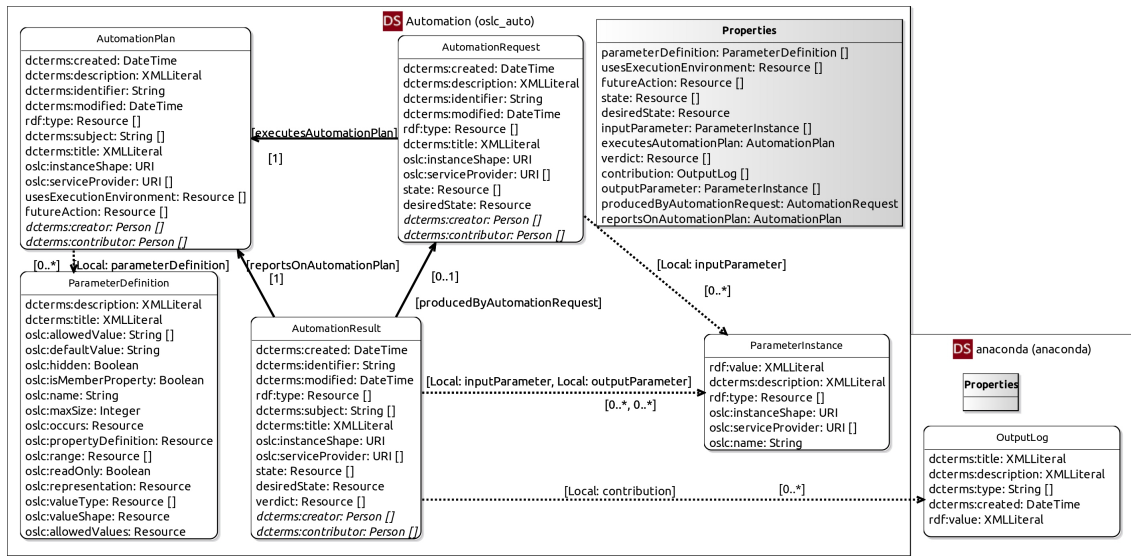 DS Automation (oslc_auto)
AutomationPlan
dcterms:created: DateTime
dcterms:description: XMLLiteral
dcterms:identifier: String
dcterms:modified: DateTime
rdf:type: Resource []
dcterms:subject: String []
dcterms:title: XMLLiteral
oslc:instanceShape: URI
oslc:serviceProvider: URI []
usesExecutionEnvironment: Resource []
futureAction: Resource []
dcterms:creator: Person []
dcterms:contributor: Person []
[executesAutomationPlan]
[1]
AutomationRequest
dcterms:created: DateTime
dcterms:description: XMLLiteral
dcterms:identifier: String
dcterms:modified: DateTime
rdf:type: Resource []
dcterms:title: XMLLiteral
oslc:instanceShape: URI
oslc:serviceProvider: URI []
state: Resource []
desiredState: Resource
dcterms:creator: Person []
dcterms:contributor: Person []
Properties
parameterDefinition: ParameterDefinition []
usesExecutionEnvironment: Resource []
futureAction: Resource []
state: Resource []
desiredState: Resource
inputParameter: ParameterInstance []
executesAutomationPlan: AutomationPlan
verdict: Resource []
contribution: OutputLog []
outputParameter: ParameterInstance []
producedByAutomationRequest: AutomationRequest
reportsOnAutomationPlan: AutomationPlan
[0..*] [Local: parameterDefinition]
[reportsOnAutomationPlan]
[1]
[0..1]
[producedByAutomationRequest]
[Local: inputParameter]
[0..*]
ParameterDefinition
dcterms:description: XMLLiteral
dcterms:title: XMLLiteral
oslc:allowedValue: String []
oslc:defaultValue: String
oslc:hidden: Boolean
oslc:isMemberProperty: Boolean
oslc:name: String
oslc:maxSize: Integer
oslc:occurs: Resource
oslc:propertyDefinition: Resource
oslc:range: Resource []
oslc:readOnly: Boolean
oslc:representation: Resource
oslc:valueType: Resource []
oslc:valueShape: Resource
oslc:allowedValues: Resource
AutomationResult
dcterms:created: DateTime
dcterms:identifier: String
dcterms:modified: DateTime
rdf:type: Resource []
dcterms:subject: String []
dcterms:title: XMLLiteral
oslc:instanceShape: URI
oslc:serviceProvider: URI []
state: Resource []
desiredState: Resource
verdict: Resource []
dcterms:creator: Person []
dcterms:contributor: Person []
[Local: inputParameter, Local: outputParameter]
[0..*, 0..*]
[Local: contribution]
[0..*]
ParameterInstance
rdf:value: XMLLiteral
dcterms:description: XMLLiteral
rdf:type: Resource []
oslc:instanceShape: URI
oslc:serviceProvider: URI []
oslc:name: String
DS anaconda (anaconda)
Properties
OutputLog
dcterms:title: XMLLiteral
dcterms:description: XMLLiteral
dcterms:type: String []
dcterms:created: DateTime
rdf:value: XMLLiteral